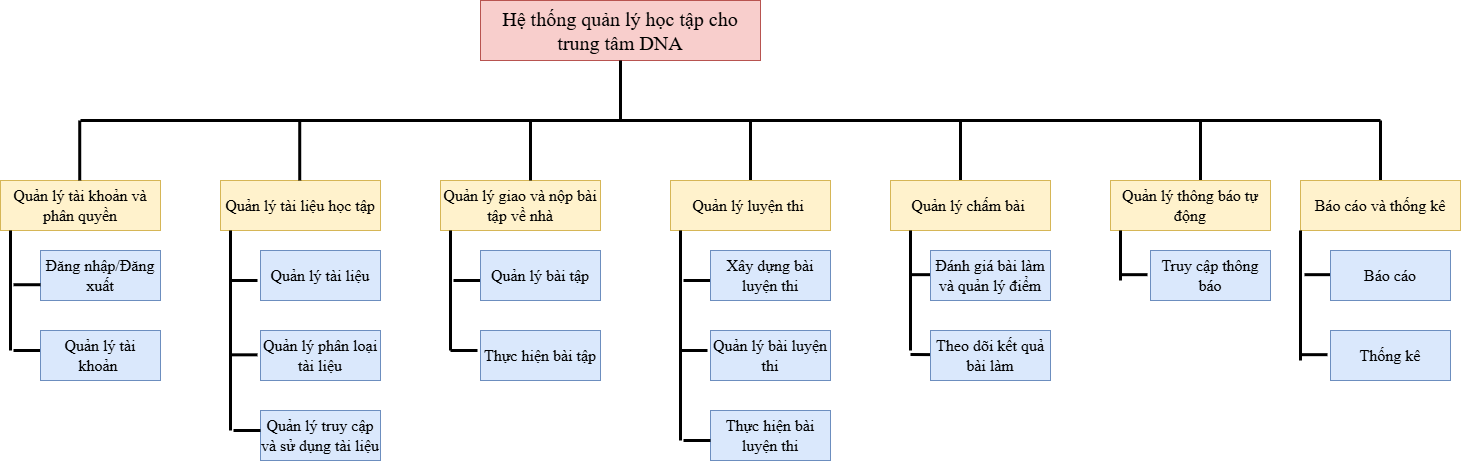 Hệ thống quản lý học tập cho
trung tâm DNA
Quản lý tài khoản và
phân quyền
Đăng nhập/Đăng
xuất
Quản lý tài
khoản
Quản lý tài liệu học tập
Quản lý tài liệu
Quản lý phân loại
tài liệu
Quản lý truy cập
và sử dụng tài liệu
Quản lý giao và nộp bài
tập về nhà
Quản lý bài tập
Thực hiện bài tập
Quản lý luyện thi
Xây dựng bài
luyện thi
Quản lý bài luyện
thi
Thực hiện bài
luyện thi
Quản lý chấm bài
Đánh giá bài làm
và quản lý điểm
Theo dõi kết quả
bài làm
Quản lý thông báo tự
động
Truy cập thông
báo
Báo cáo và thống kê
Báo cáo
Thống kê